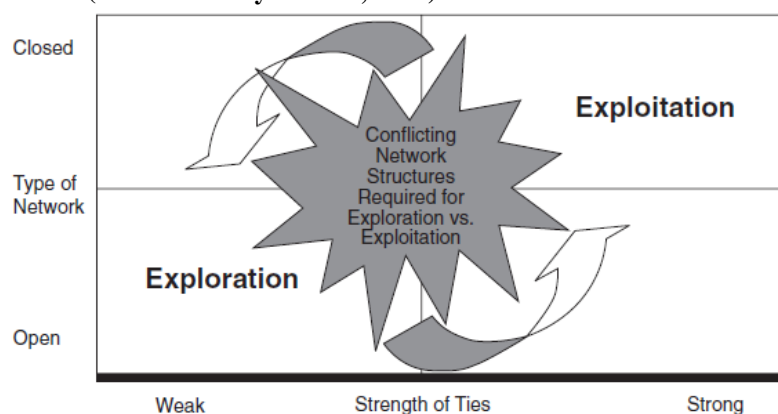 Closed
Exploitation
Conflicting
Network
Structures
Required for
Exploration vs.
Exploitation
Type of
Network
Exploration
Open
Weak
Strength of Ties
Strong